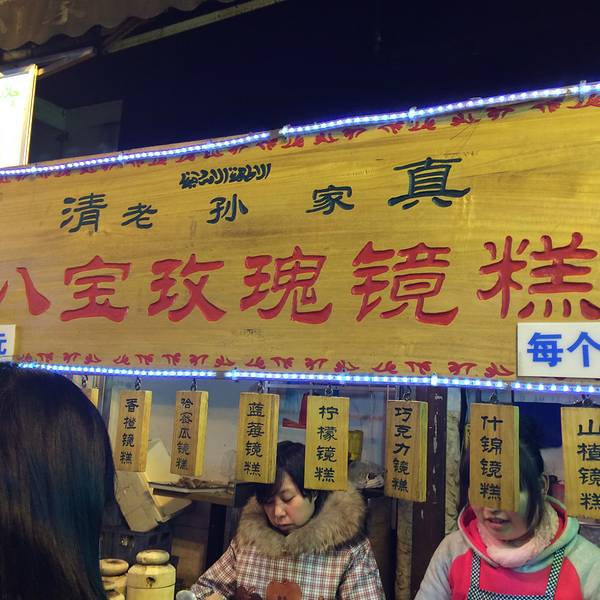 清 老 孙 家 真
八宝玫瑰镜糕
元
每个
香橙镜糕
哈密瓜镜糕
蓝莓镜糕
柠檬镜糕
巧克力镜糕
什锦镜糕
山楂镜糕